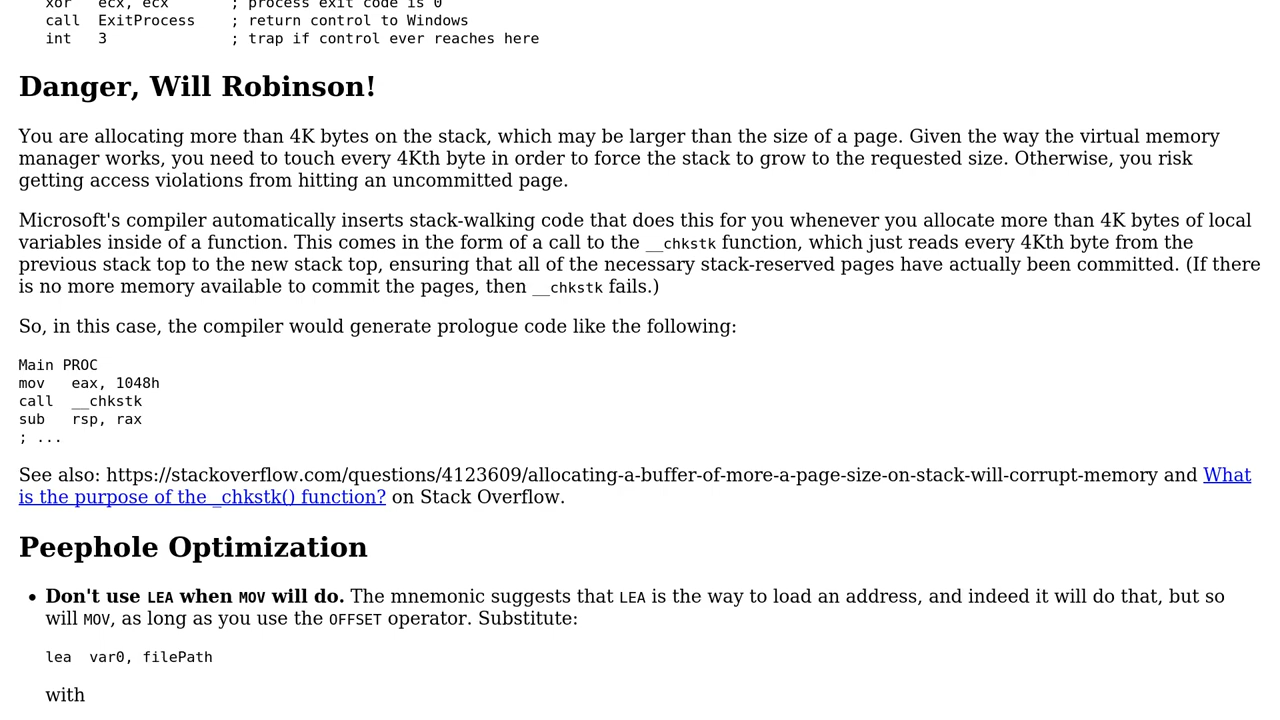 xor   ecx, ecx       ; process exit code is 0
call  ExitProcess    ; return control to Windows
int   3              ; trap if control ever reaches here
Danger, Will Robinson!
You are allocating more than 4K bytes on the stack, which may be larger than the size of a page. Given the way the virtual memory
manager works, you need to touch every 4Kth byte in order to force the stack to grow to the requested size. Otherwise, you risk
getting access violations from hitting an uncommitted page.
Microsoft's compiler automatically inserts stack-walking code that does this for you whenever you allocate more than 4K bytes of local
variables inside of a function. This comes in the form of a call to the __chkstk function, which just reads every 4Kth byte from the
previous stack top to the new stack top, ensuring that all of the necessary stack-reserved pages have actually been committed. (If there
is no more memory available to commit the pages, then __chkstk fails.)
So, in this case, the compiler would generate prologue code like the following:
Main PROC
mov   eax, 1048h
call  __chkstk
sub   rsp, rax
; ...
See also: https://stackoverflow.com/questions/4123609/allocating-a-buffer-of-more-a-page-size-on-stack-will-corrupt-memory and What
is the purpose of the _chkstk() function? on Stack Overflow.
Peephole Optimization
• Don't use LEA when MOV will do. The mnemonic suggests that LEA is the way to load an address, and indeed it will do that, but so
will MOV, as long as you use the OFFSET operator. Substitute:
lea  var0, filePath
with